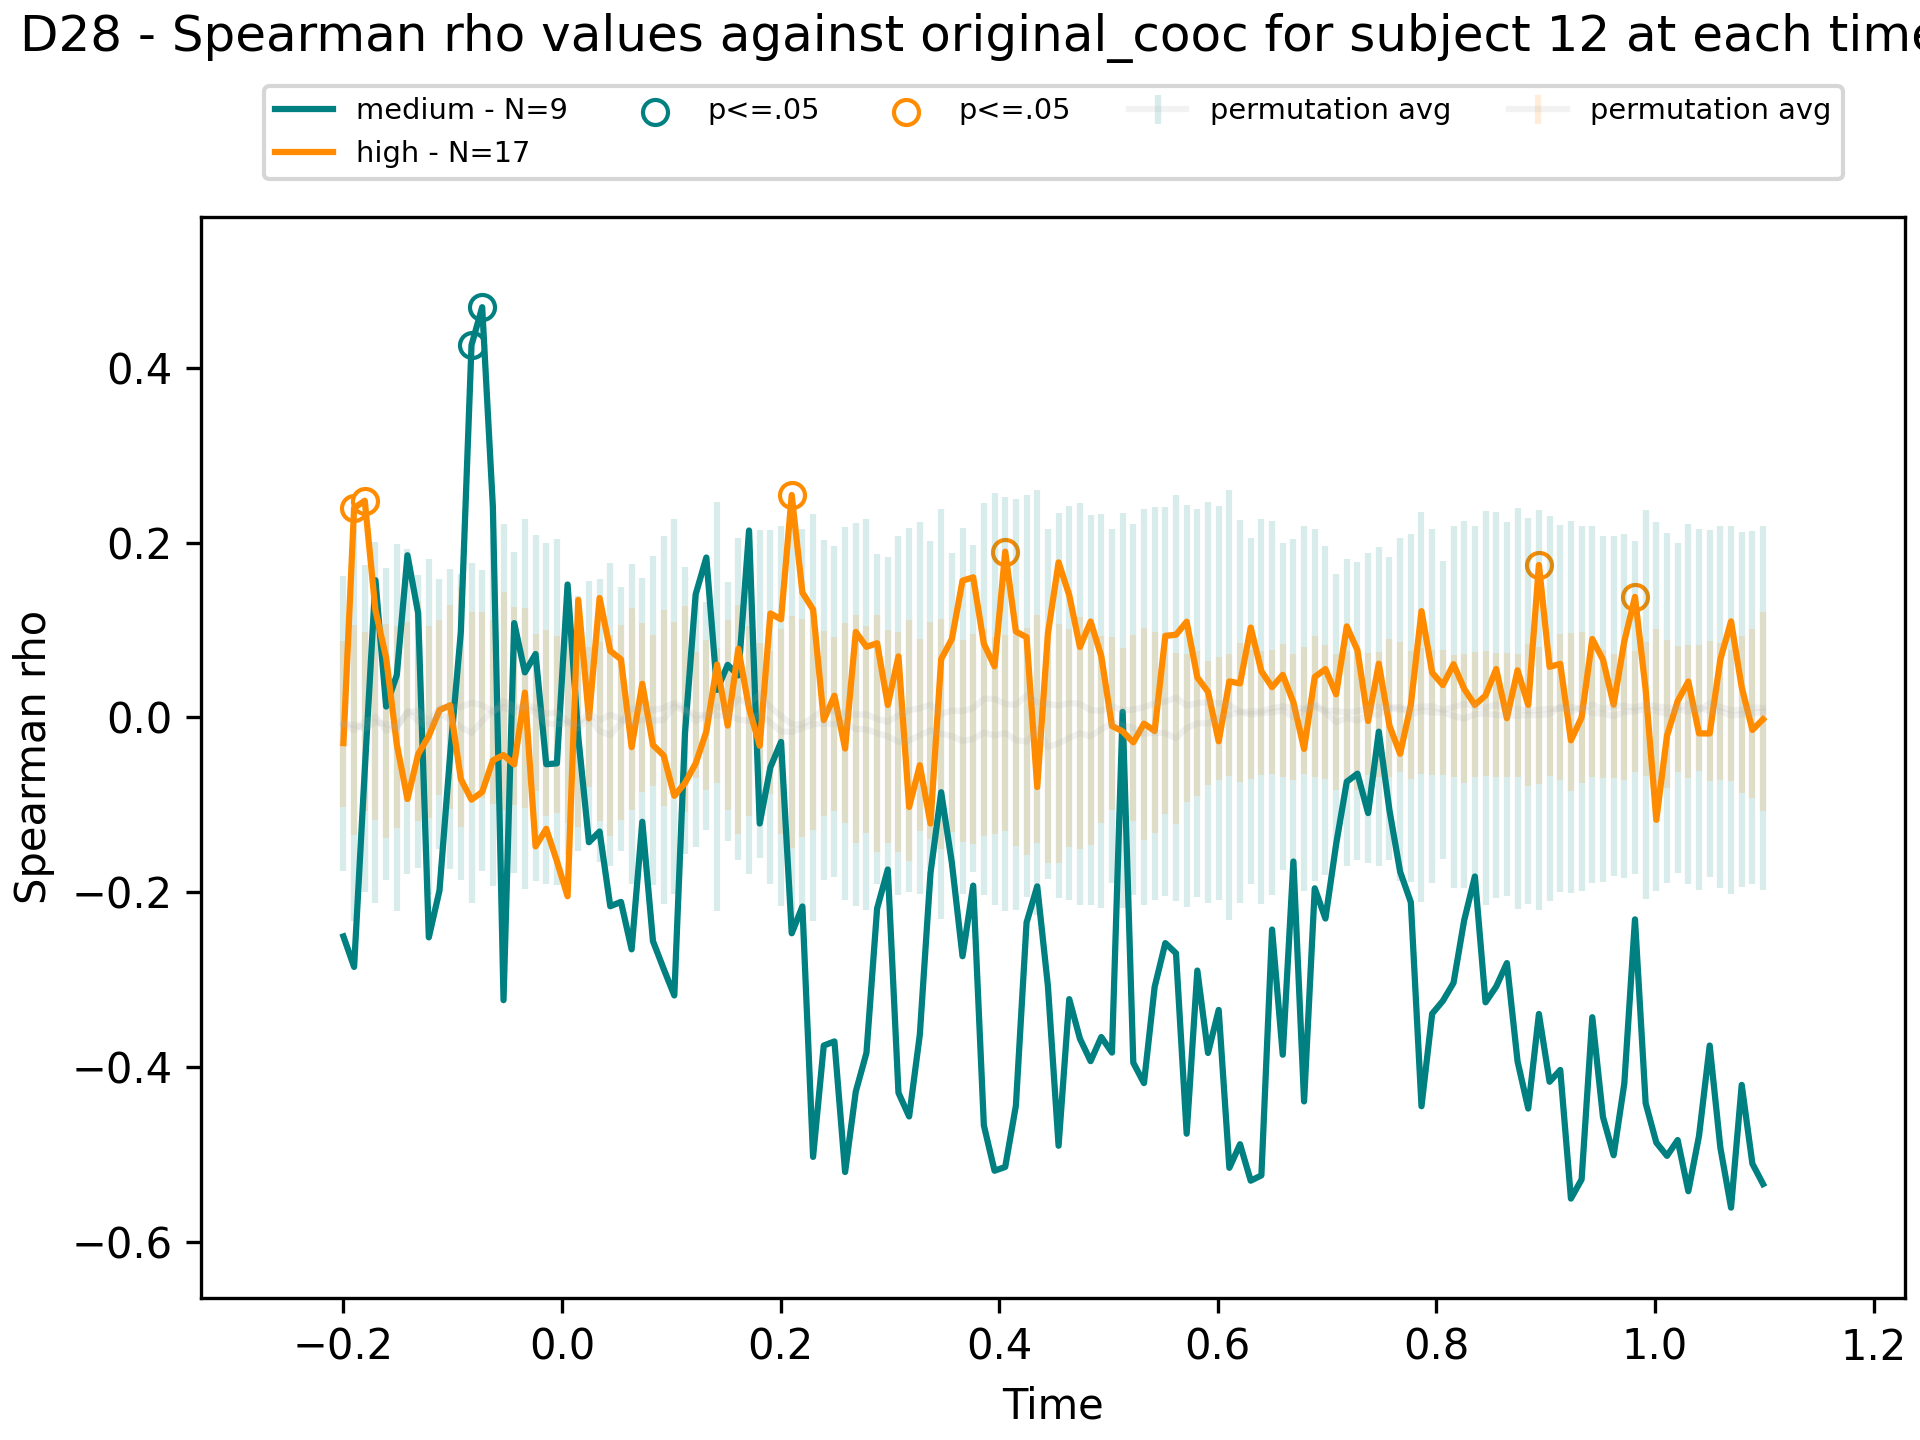 D28 - Spearman rho values against original_cooc for subject 12 at each time
medium - N=9
high - N=17
p<=.05
p<=.05
permutation avg
permutation avg
Spearman rho
0.4
0.2
0.0
−0.2
−0.4
−0.6
−0.2
0.0
0.2
0.4
0.6
0.8
1.0
1.2
Time